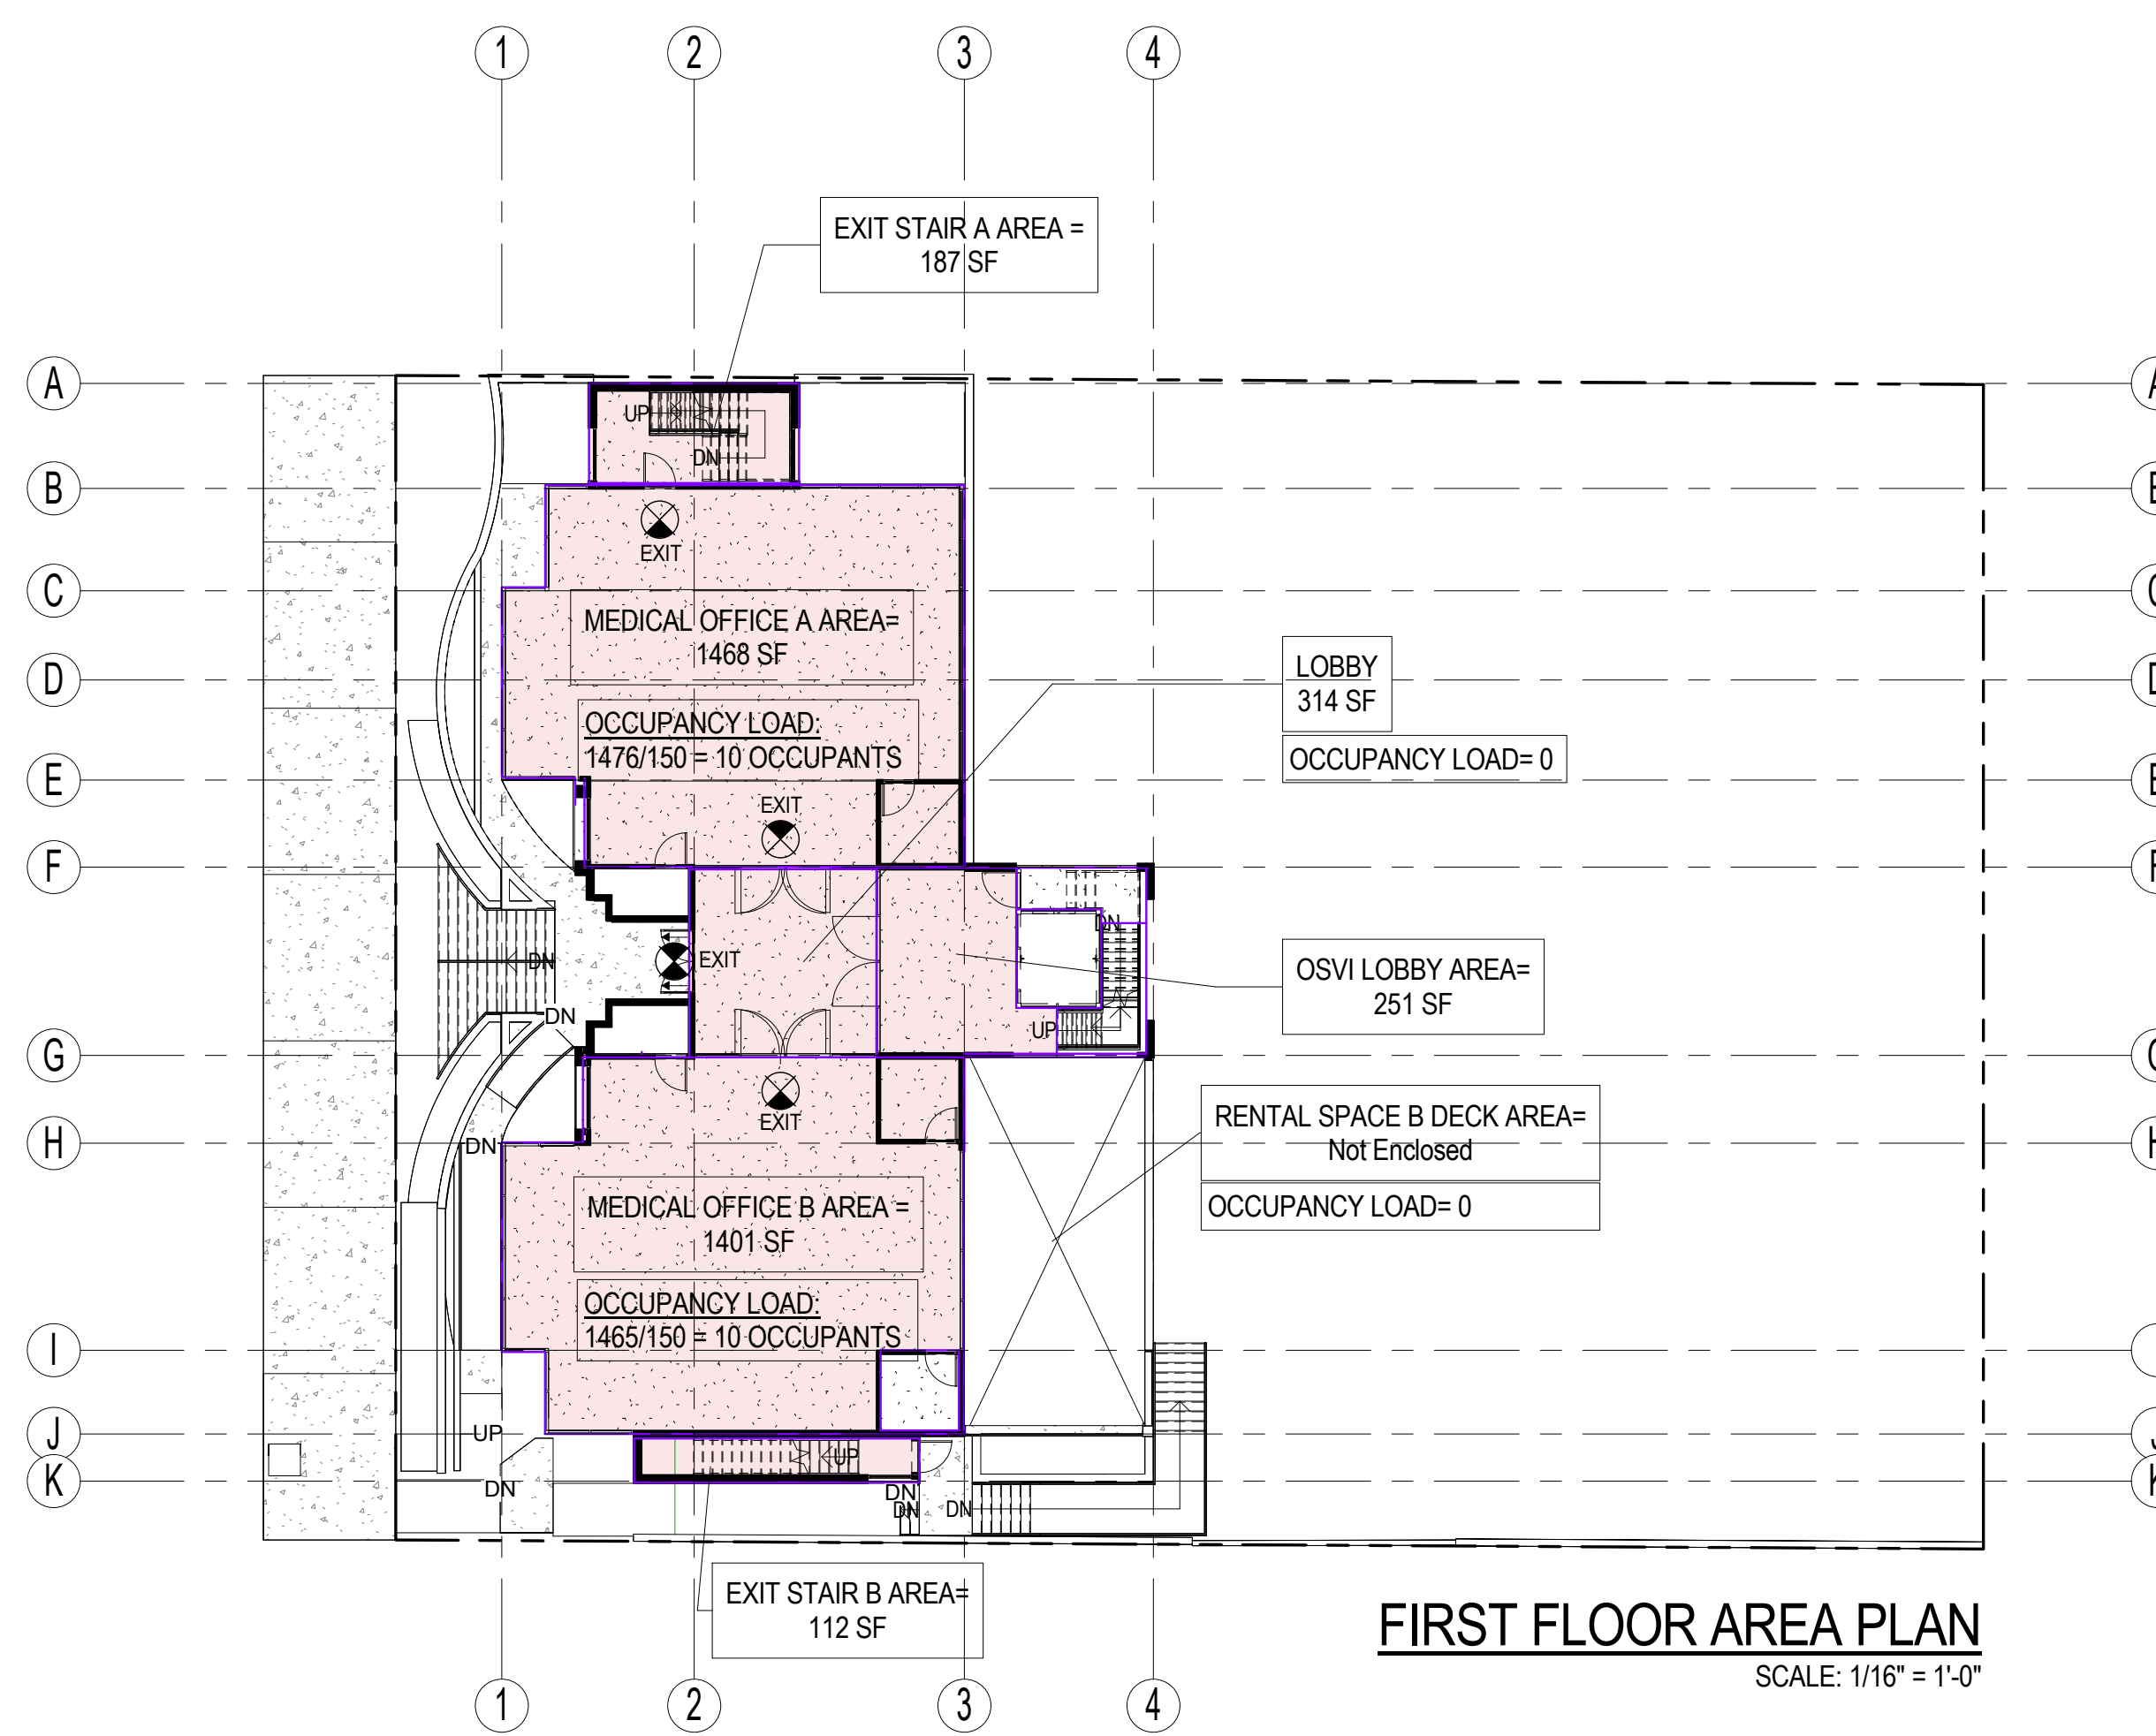 1
2
3
4
EXIT STAIR A AREA =
187 SF
A
A
UP
DN
B
B
EXIT
C
C
MEDICAL OFFICE A AREA=
1468 SF
LOBBY
314 SF
D
D
OCCUPANCY LOAD:
1476/150 = 10 OCCUPANTS
OCCUPANCY LOAD= 0
E
E
EXIT
F
F
DN
EXIT
DN
OSVI LOBBY AREA=
251 SF
DN
UP
G
G
EXIT
RENTAL SPACE B DECK AREA=
Not Enclosed
H
H
DN
MEDICAL OFFICE B AREA =
1401 SF
OCCUPANCY LOAD= 0
OCCUPANCY LOAD:
1465/150 = 10 OCCUPANTS
I
I
J
J
UP
UP
K
K
DN
DN
DN
DN
EXIT STAIR B AREA=
112 SF
FIRST FLOOR AREA PLAN
SCALE: 1/16" = 1'-0"
1
2
3
4